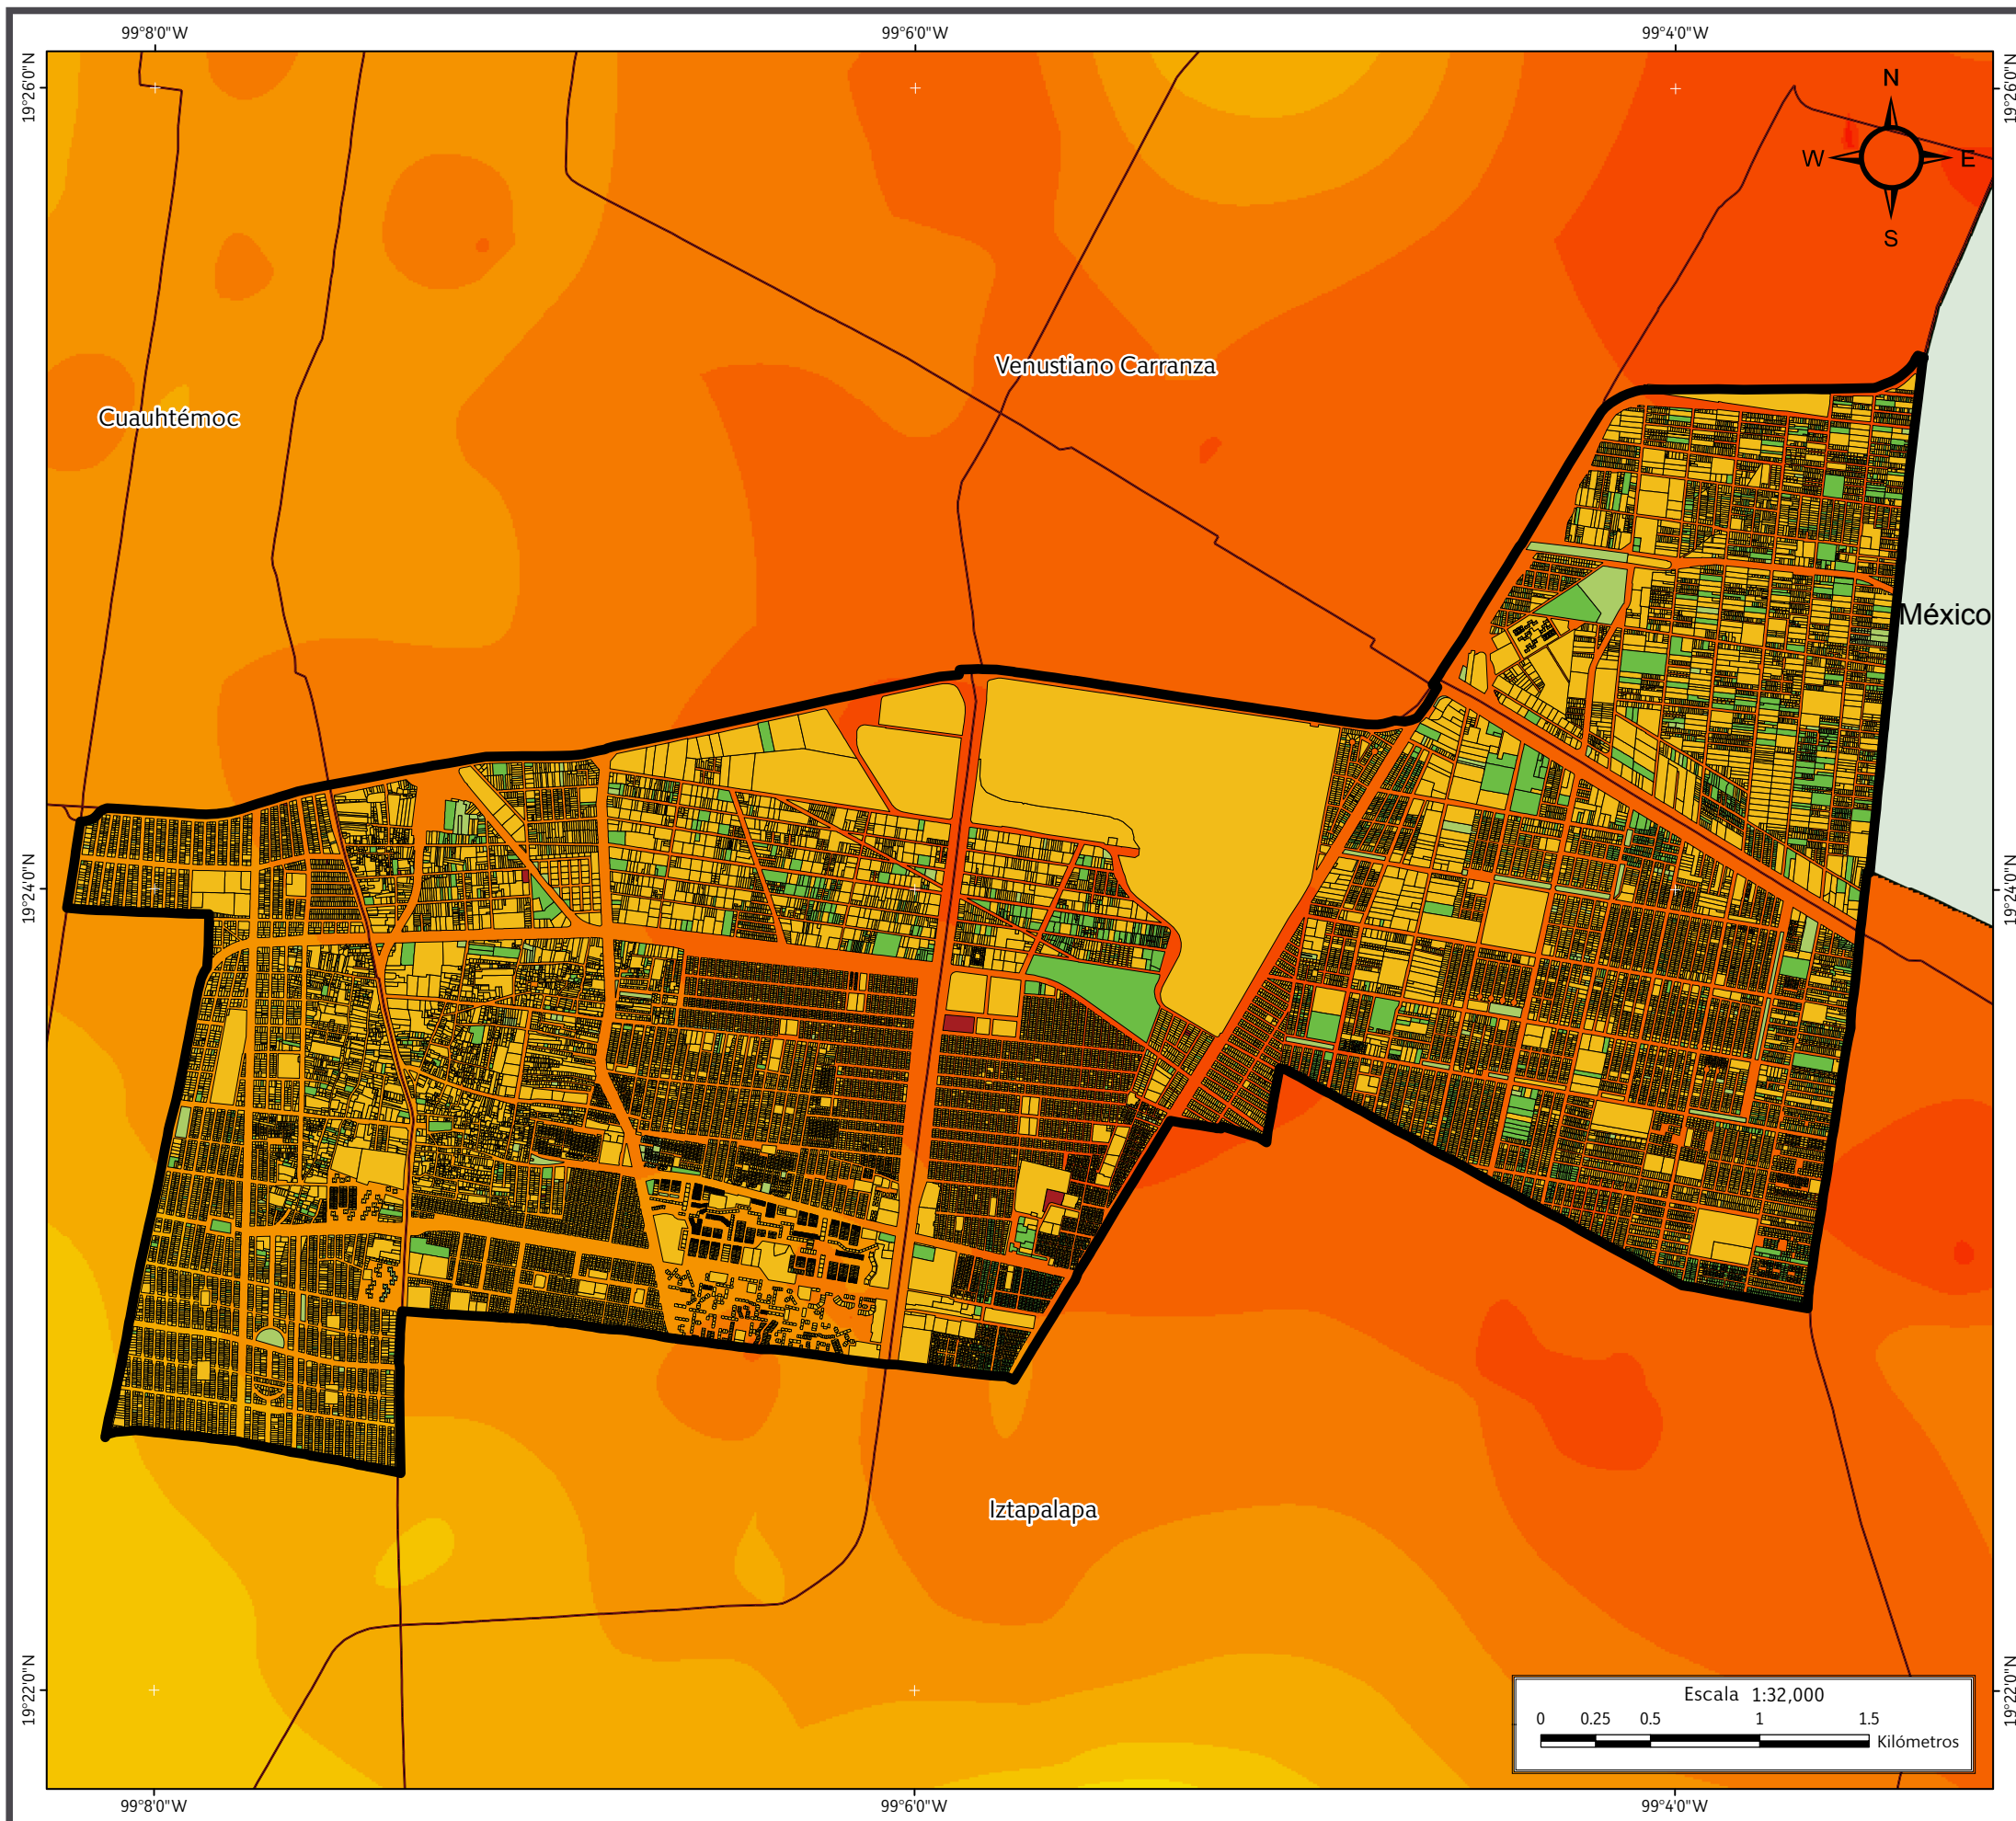 99°8'0"W 99°6'0"W 99°4'0"W
19°26'0"N 19°26'0"N
N
W E
S
Venustiano Carranza
Cuauhtémoc
México
19°24'0"N 19°24'0"N
Iztapalapa
19°22'0"N 19°22'0"N
Escala 1:32,000
0 0.25 0.5 1 1.5
Kilómetros
99°8'0"W 99°6'0"W 99°4'0"W